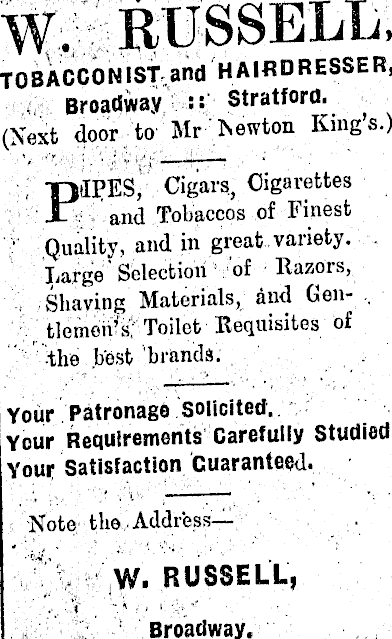 W. RUSSELL,
TOBACCONIST and HAIRDRESSER,
Broadway :: Stratford.
(Next door to Mr Newton King's.)
PIPES, Cigars, Cigarettes
and Tobaccos of Finest
Quality, and in great variety.
Large Selection of Razors,
Shaving Materials, and Gen-
tlemen's Toilet Requisites of
the best brands.
Your Patronage Solicited.
Your Requirements Carefully Studied
Your Satisfaction Guaranteed.
Note the Address—
W. RUSSELL,
Broadway.